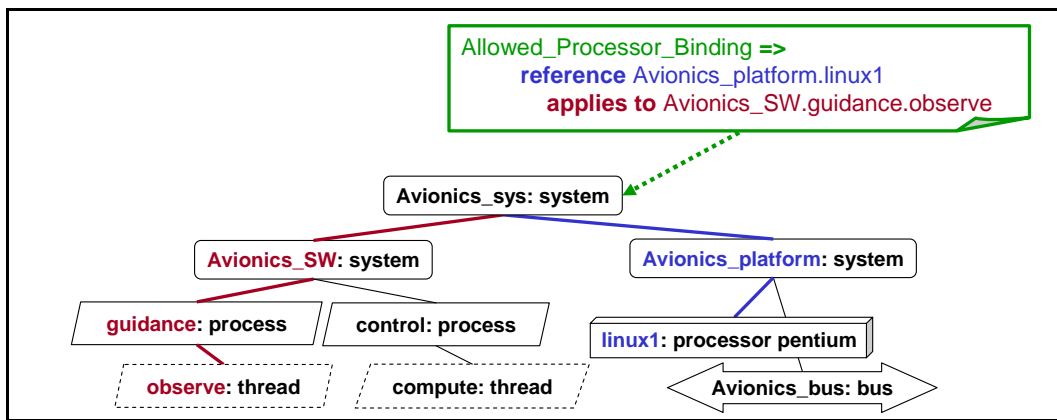 Allowed_Processor_Binding =>
reference Avionics_platform.linux1
applies to Avionics_SW.guidance.observe
Avionics_sys: system
Avionics_SW: system
Avionics_platform: system
guidance: process
control: process
linux1: processor pentium
observe: thread
compute: thread
Avionics_bus: bus